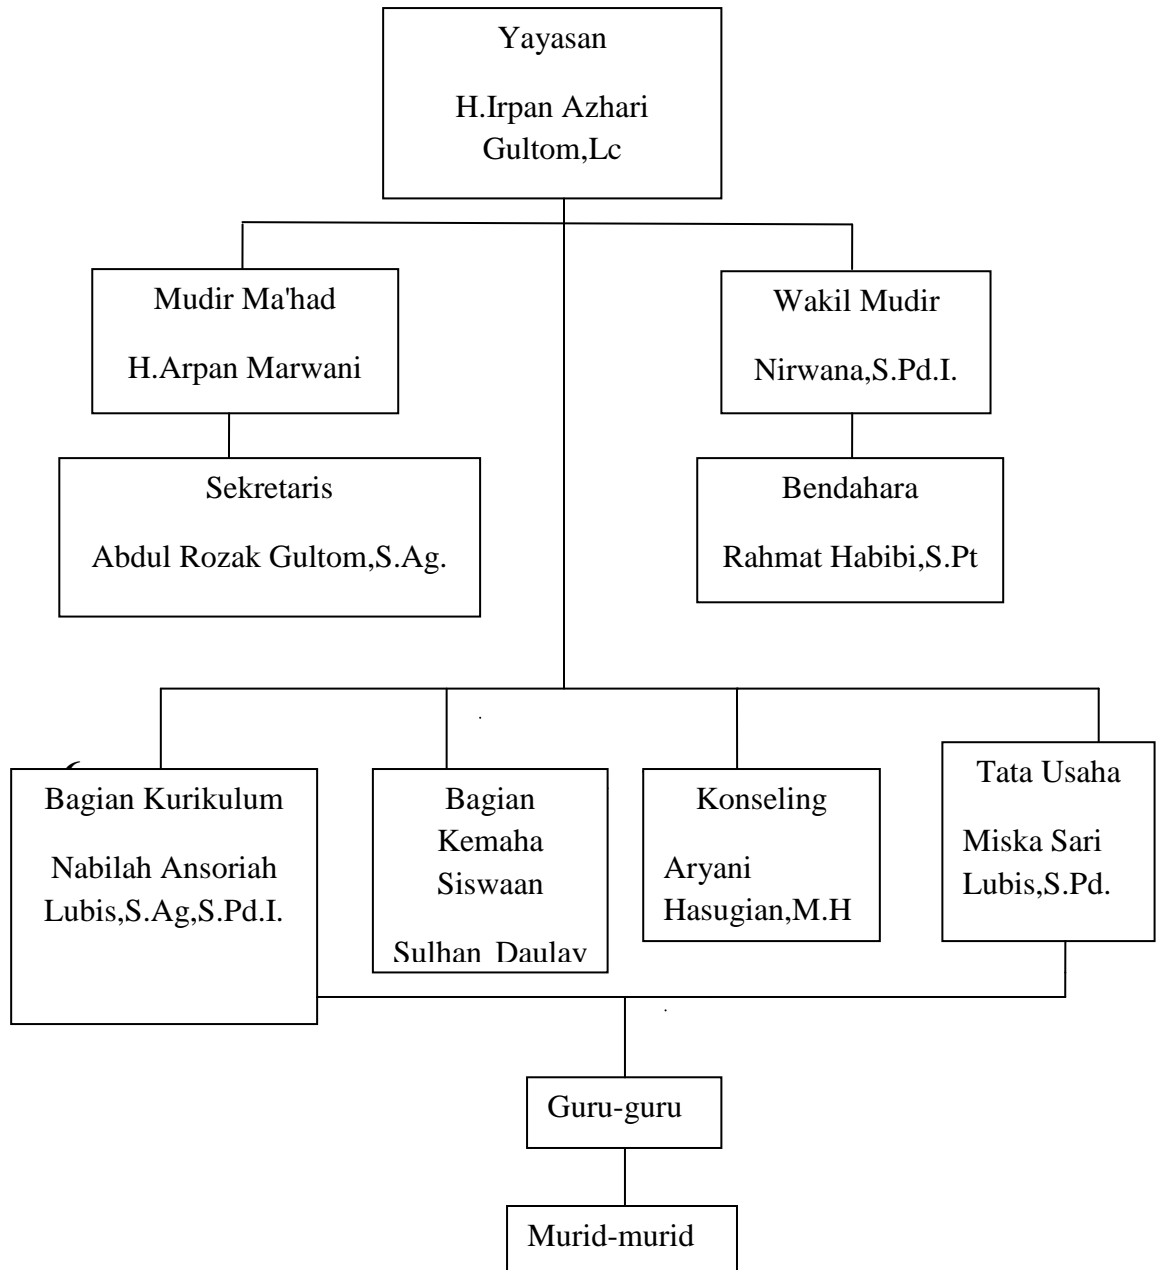 Yayasan
H.Irpan Azhari
Gultom,Lc
Mudir Ma'had
H.Arpan Marwani
Wakil Mudir
Nirwana,S.Pd.I.
Sekretaris
Abdul Rozak Gultom,S.Ag.
Bendahara
Rahmat Habibi,S.Pt
Bagian Kurikulum
Nabilah Ansoriah
Lubis,S.Ag,S.Pd.I.
Bagian
Kemaha
Siswaan
Sulhan Daulay
Konseling
Aryani
Hasugian,M.H
Tata Usaha
Miska Sari
Lubis,S.Pd.
Guru-guru
Murid-murid